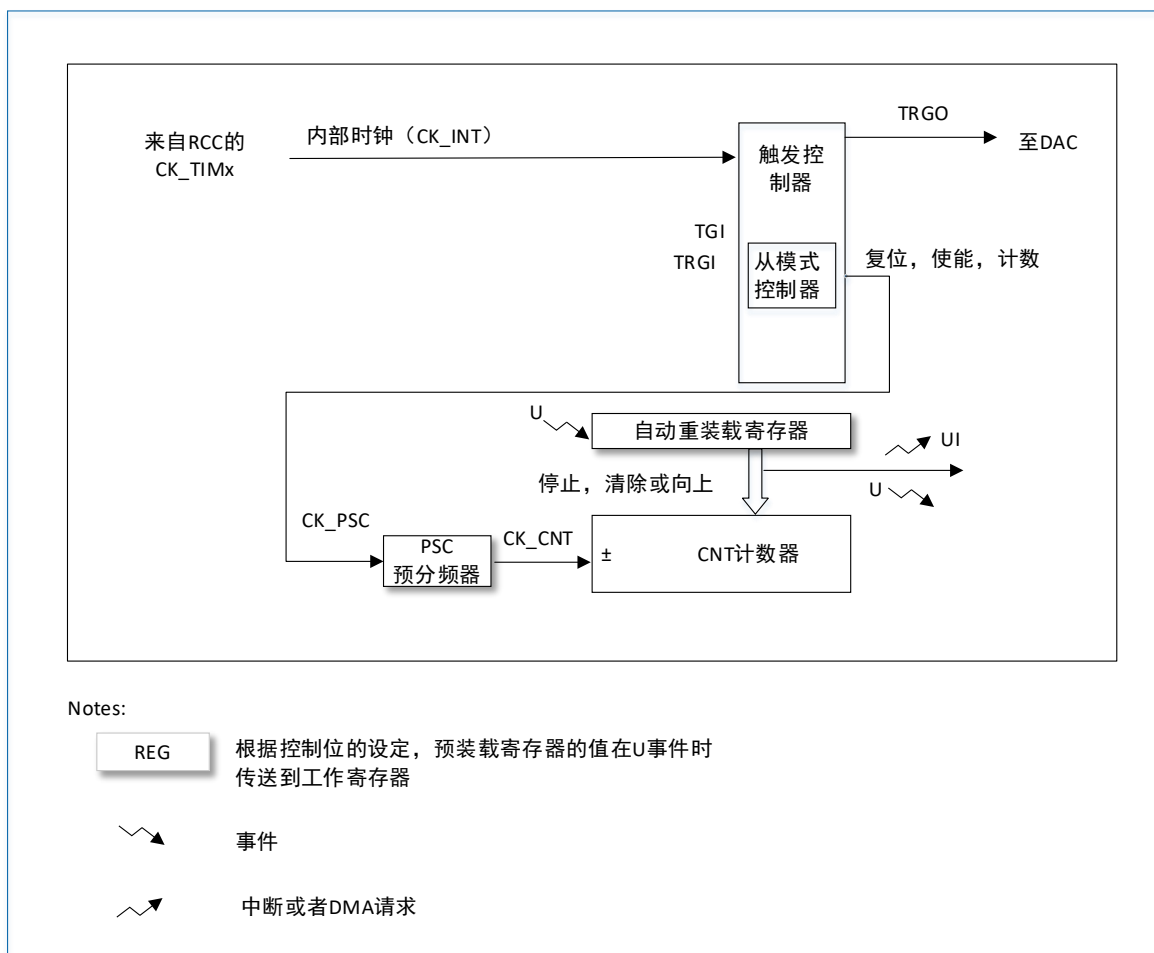 来自RCC的
CK_TIMx
内部时钟（CK_INT）
触发控
制器
TRGO
至DAC
TGI
TRGI
从模式
控制器
复位，使能，计数
U
自动重装载寄存器
UI
停止，清除或向上
U
CK_PSC
PSC
预分频器
CK_CNT
±
CNT计数器
Notes:
REG
根据控制位的设定，预装载寄存器的值在U事件时
传送到工作寄存器
事件
中断或者DMA请求